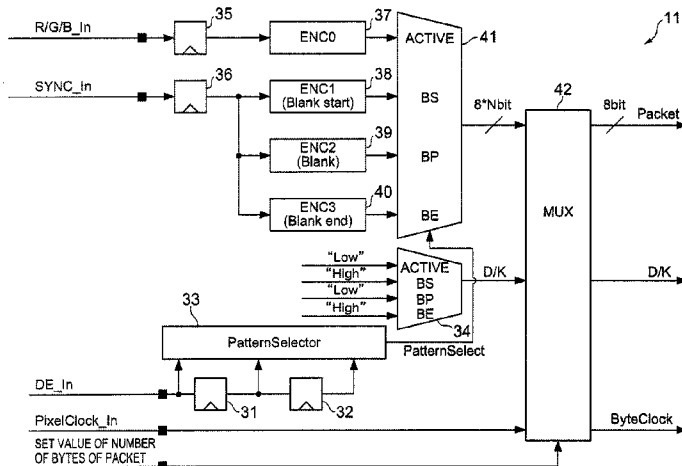 R/G/B_In
35
ENC0
37
ACTIVE
41
11
SYNC_In
36
ENC1
(Blank start)
38
BS
8*Nbit
42
8bit
Packet
ENC2
(Blank)
39
BP
ENC3
(Blank end)
40
BE
MUX
"Low"
"High"
"Low"
"High"
ACTIVE
BS
BP
BE
34
D/K
D/K
33
PatternSelector
PatternSelect
DE_In
31
32
PixelClock_In
ByteClock
SET VALUE OF NUMBER
OF BYTES OF PACKET